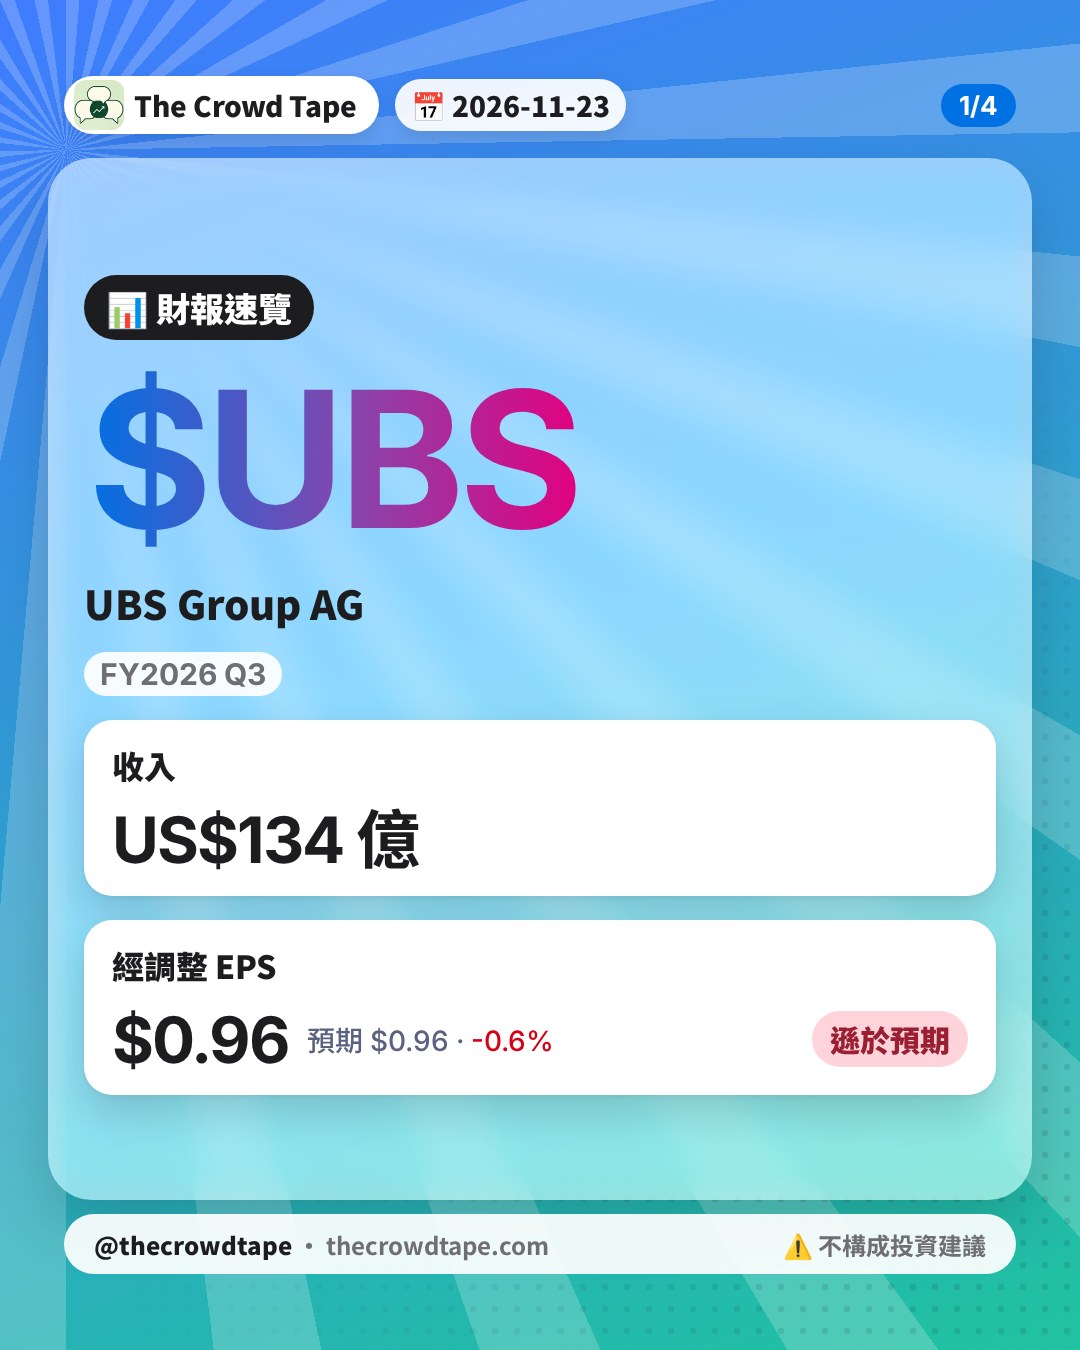 The Crowd Tape
📅 2026-11-23
1/4
📊 財報速覽
$UBS
UBS Group AG
FY2026 Q3
收入
US$134 億
經調整 EPS
$0.96 預期 $0.96 · -0.6% 遜於預期
@thecrowdtape • thecrowdtape.com
⚠️ 不構成投資建議